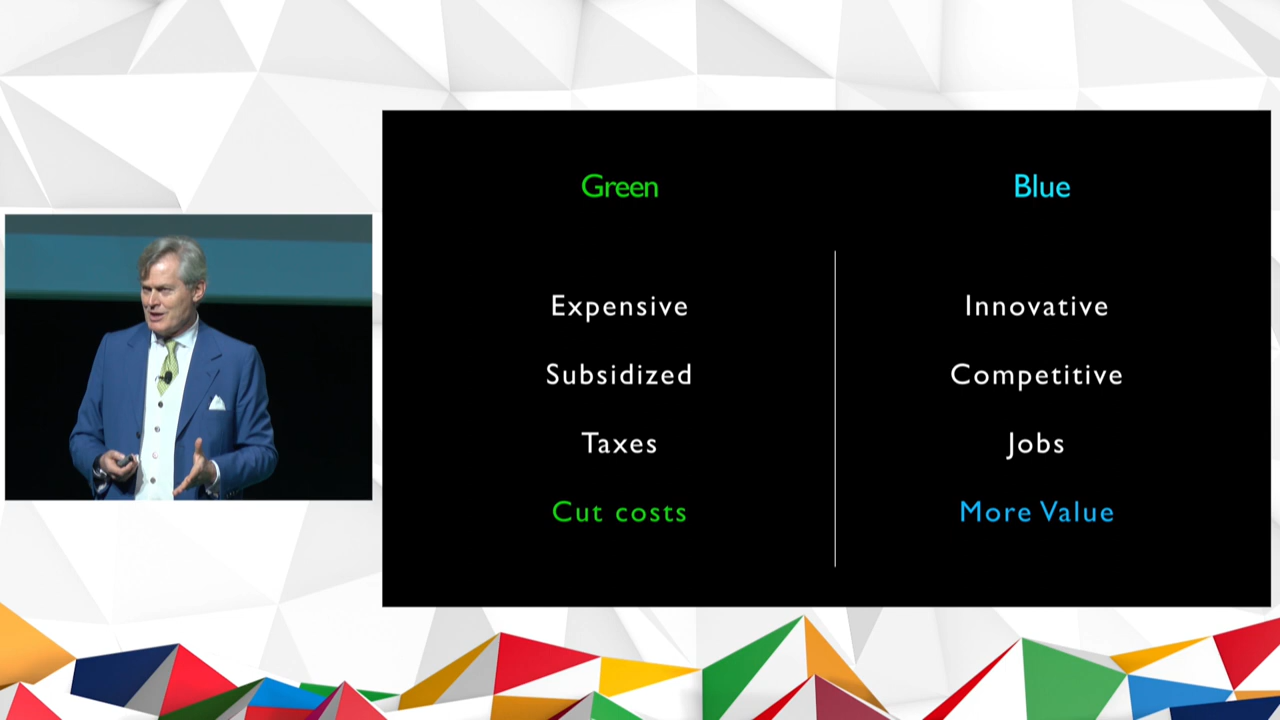 Green
Blue
Expensive
Innovative
Subsidized
Competitive
Taxes
Jobs
Cut costs
More Value